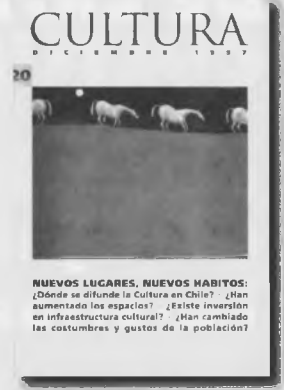 CULTURA
DICIEMBRE 1997
20
NUEVOS LUGARES, NUEVOS HABITOS:
¿Dónde se difunde la Cultura en Chile? - ¿Han
aumentado los espacios? - ¿Existe inversión
en infraestructura cultural? - ¿Han cambiado
las costumbres y gustos de la población?